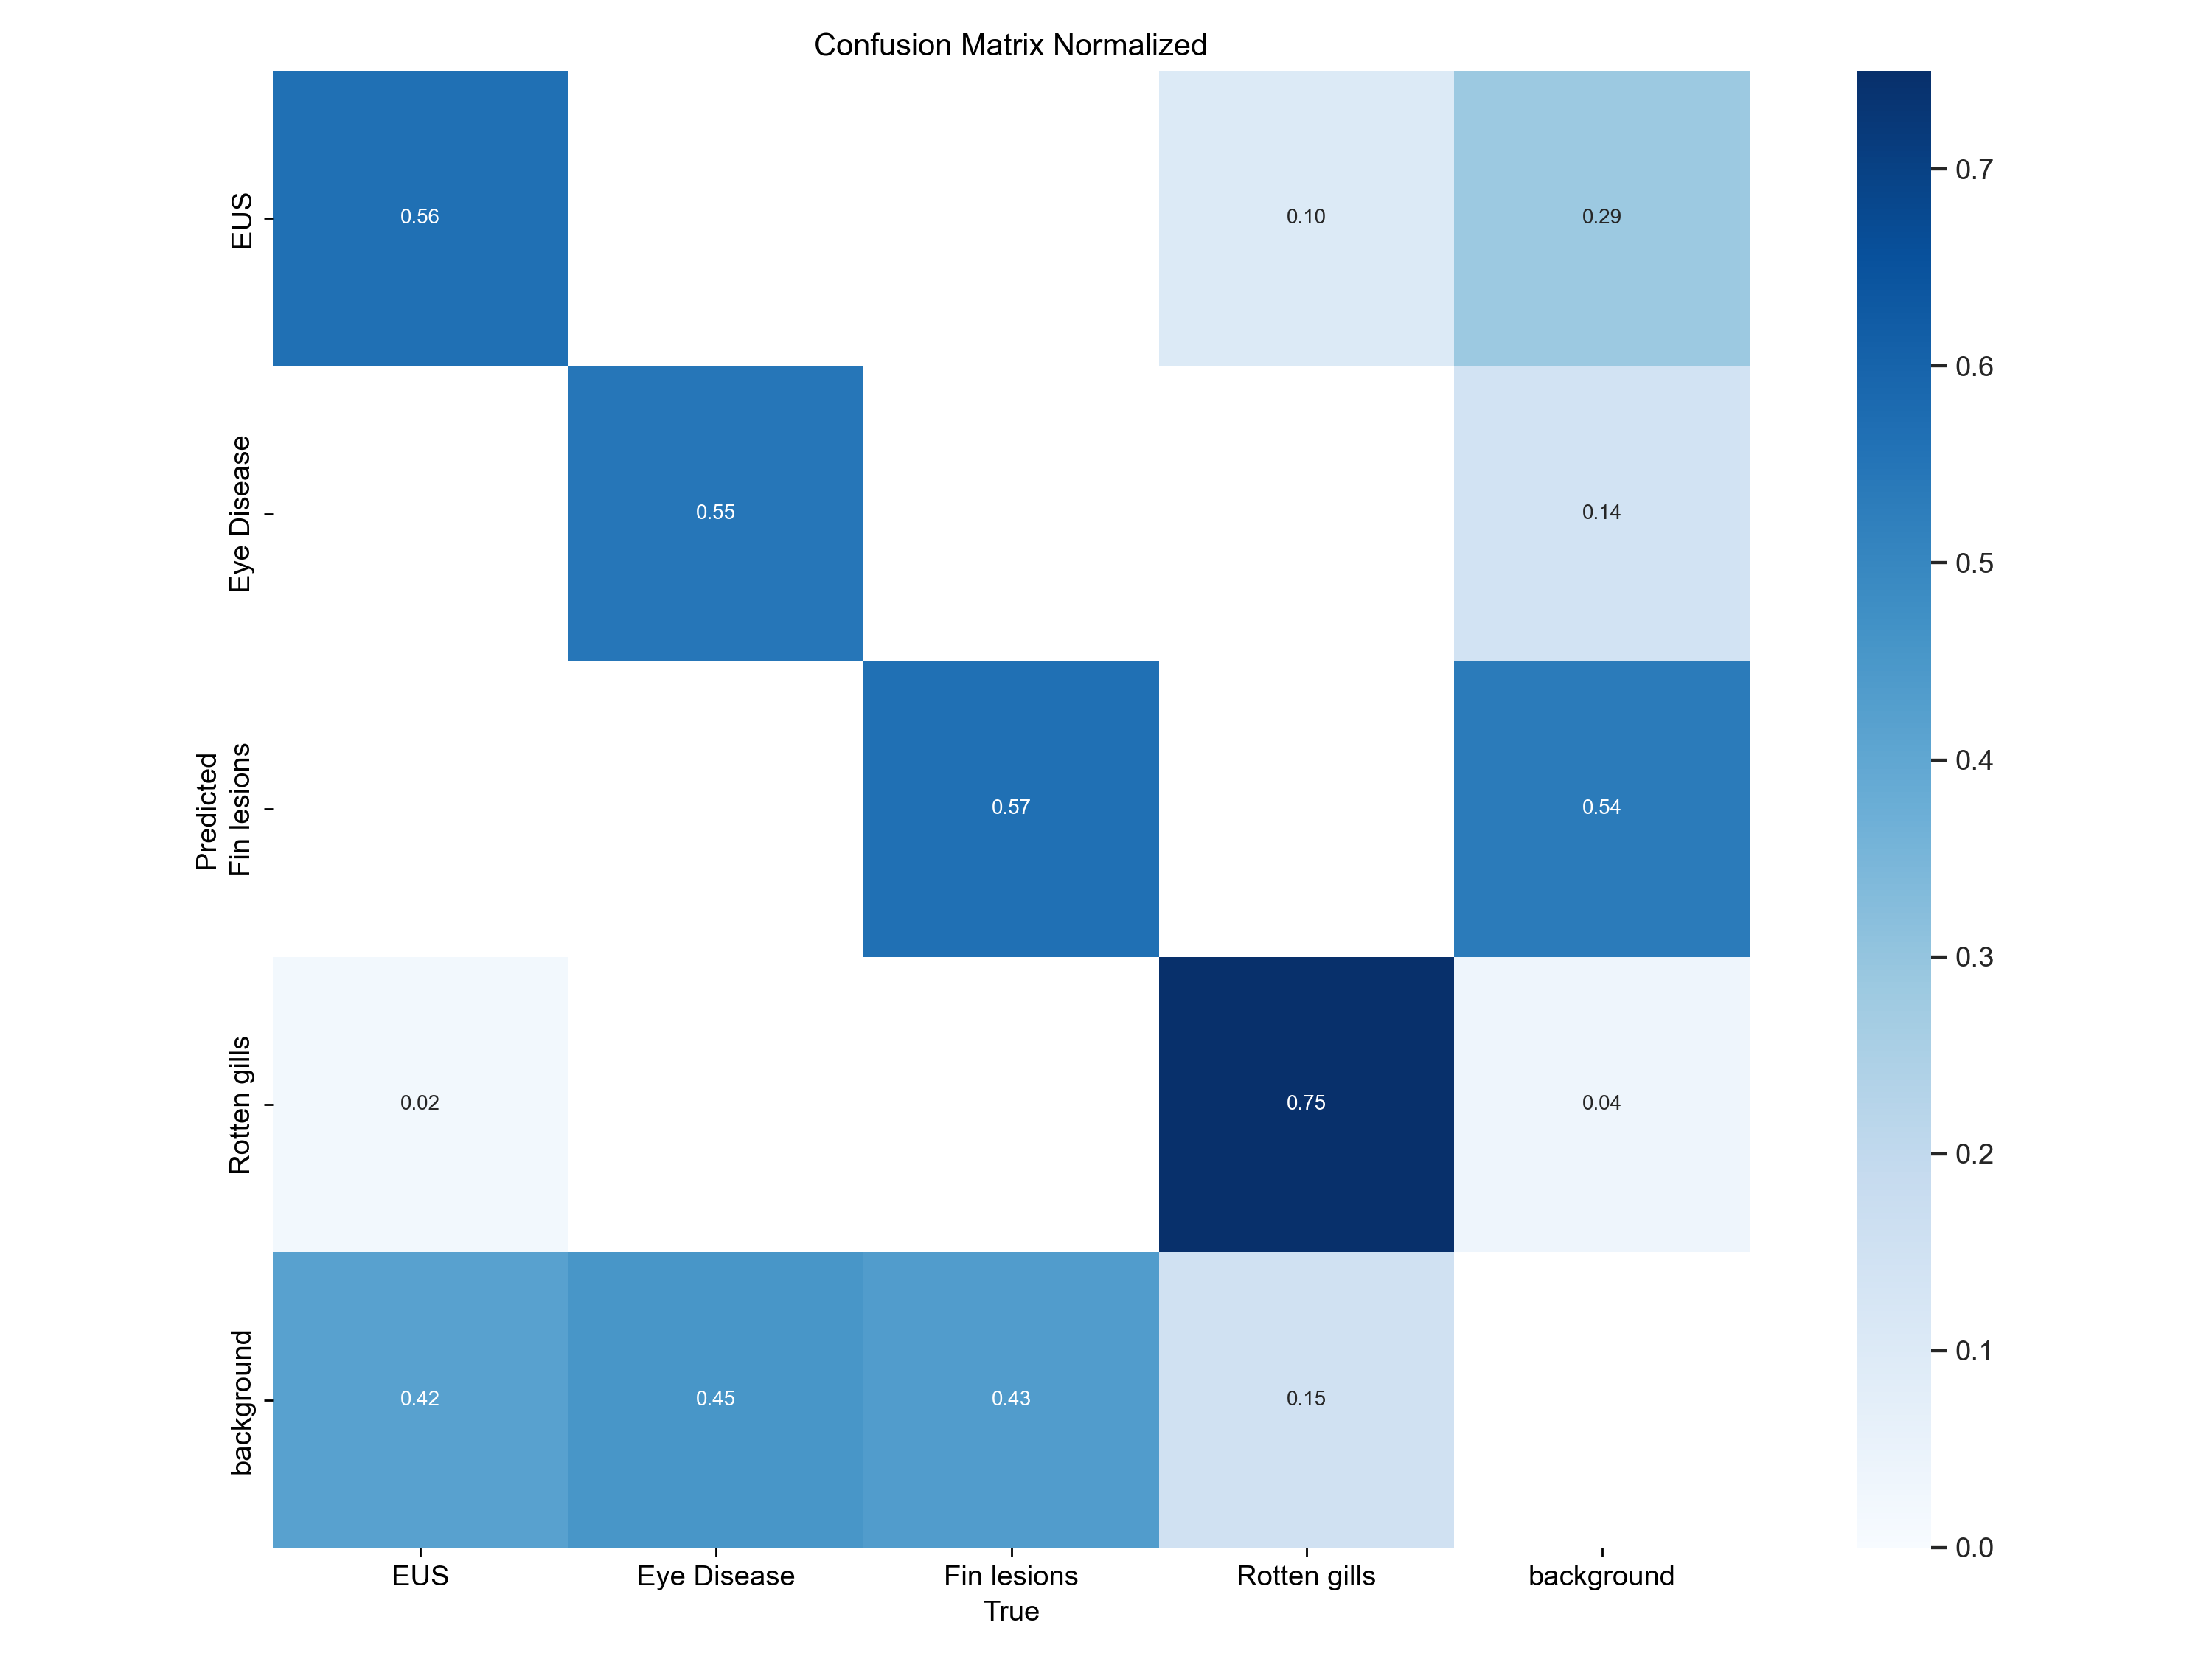 Confusion Matrix Normalized
EUS
0.56
0.10
0.29
Eye Disease
0.55
0.14
Predicted
Fin lesions
0.57
0.54
Rotten gills
0.02
0.75
0.04
background
0.42
0.45
0.43
0.15
EUS
Eye Disease
Fin lesions
Rotten gills
background
True
0.7
0.6
0.5
0.4
0.3
0.2
0.1
0.0